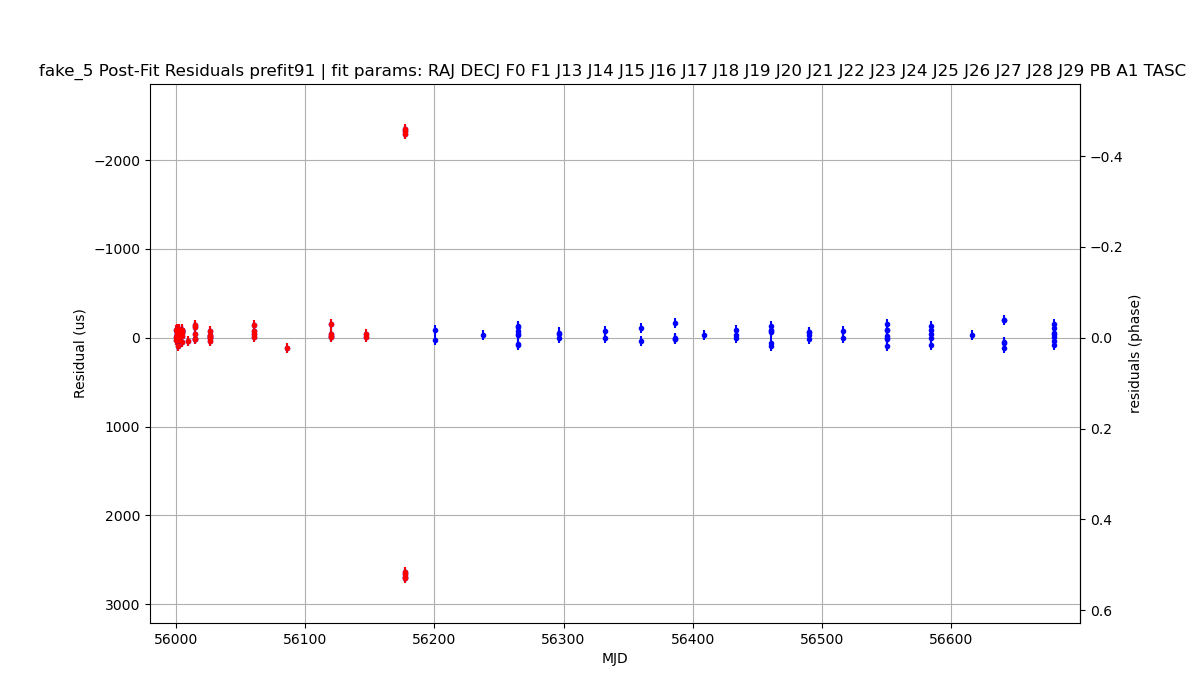 fake_5 Post-Fit Residuals prefit91 | fit params: RAJ DECJ F0 F1 J13 J14 J15 J16 J17 J18 J19 J20 J21 J22 J23 J24 J25 J26 J27 J28 J29 PB A1 TASC
Residual (us)
−2000
−1000
0
1000
2000
3000
−0.4
−0.2
0.0
0.2
0.4
0.6
residuals (phase)
56000 56100 56200 56300 56400 56500 56600
MJD